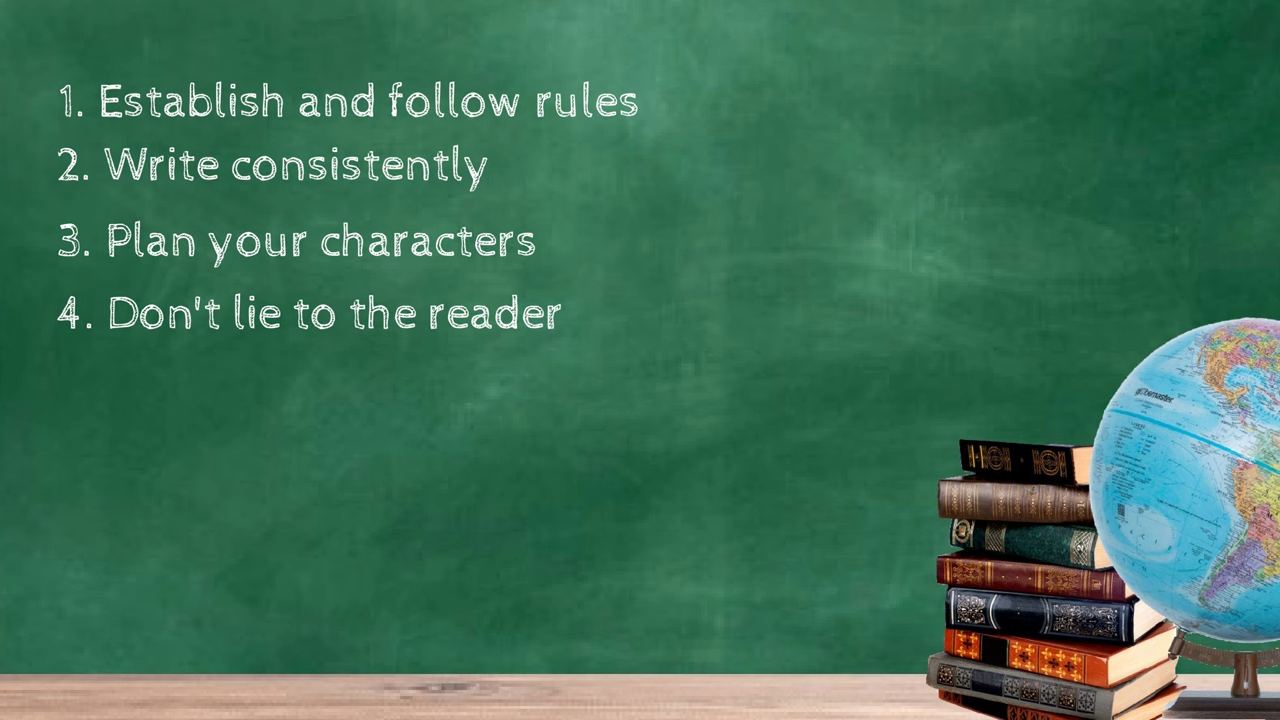 1. Establish and follow rules
2. Write consistently
3. Plan your characters
4. Don't lie to the reader